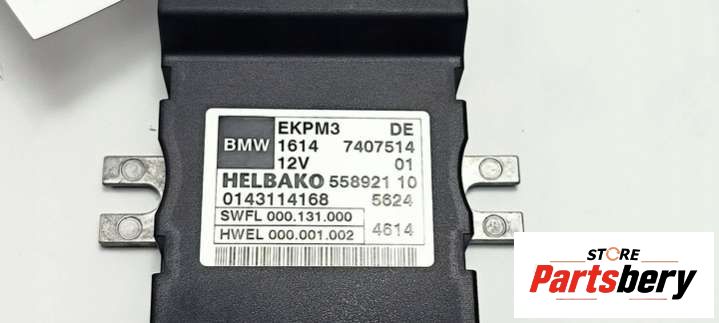 EKPM3 DE
BMW 1614 7407514
12V 01
HELBAKO 558921 10
0143114168 5624
SWFL 000.131.000
HWEL 000.001.002 4614
STORE
Partsbery